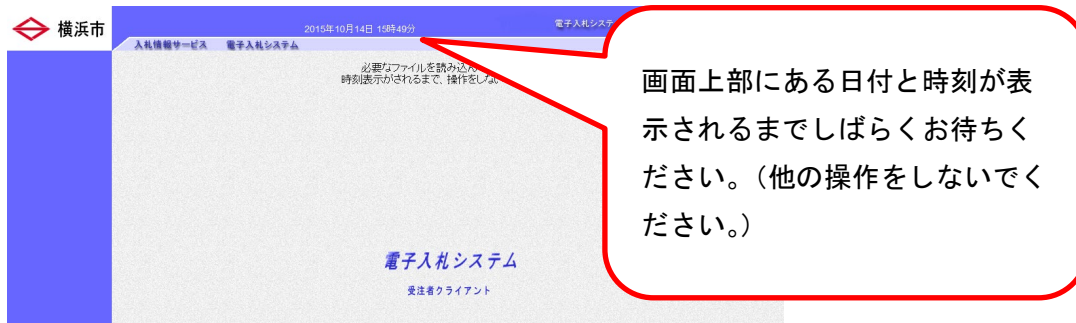 横浜市
2015年10月14日 15時49分
電子入札システ
入札情報サービス 電子入札システム
必要なファイルを読み込
時刻表示がされるまで、操作をしな
電子入札システム
受注者クライアント
画面上部にある日付と時刻が表
示されるまでしばらくお待ちく
ださい。（他の操作をしないでく
ださい。）